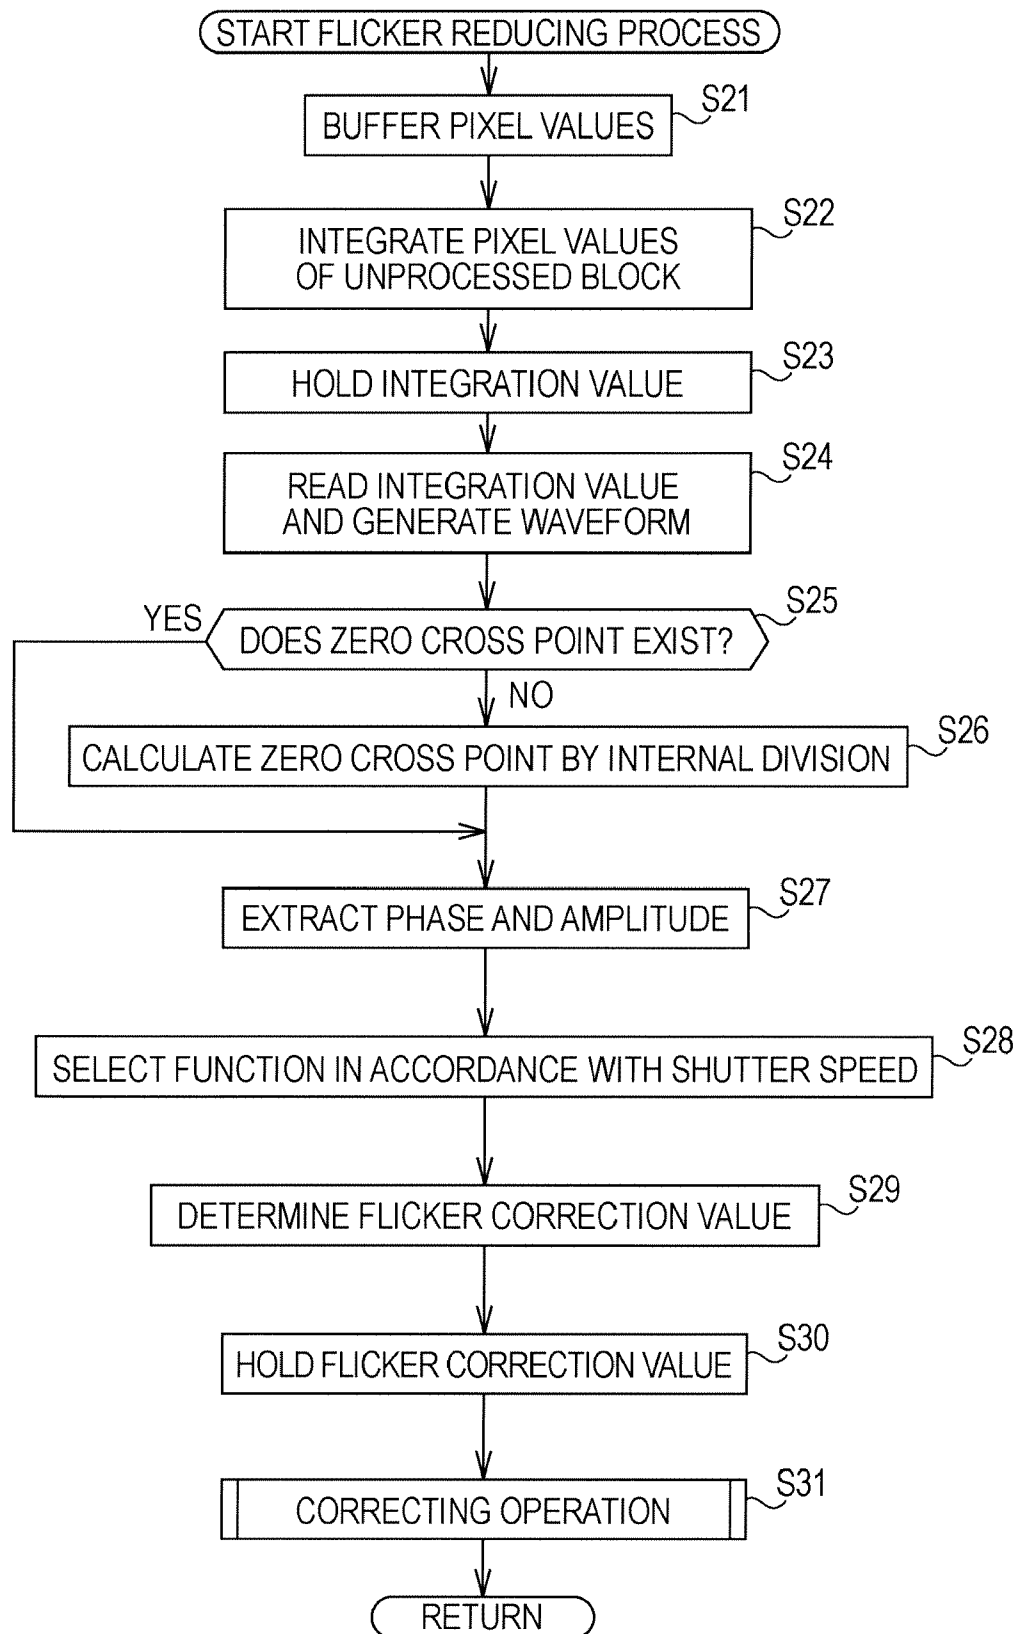 START FLICKER REDUCING PROCESS
S21
BUFFER PIXEL VALUES
S22
INTEGRATE PIXEL VALUES
OF UNPROCESSED BLOCK
S23
HOLD INTEGRATION VALUE
S24
READ INTEGRATION VALUE
AND GENERATE WAVEFORM
S25
YES
DOES ZERO CROSS POINT EXIST?
NO
S26
CALCULATE ZERO CROSS POINT BY INTERNAL DIVISION
S27
EXTRACT PHASE AND AMPLITUDE
S28
SELECT FUNCTION IN ACCORDANCE WITH SHUTTER SPEED
S29
DETERMINE FLICKER CORRECTION VALUE
S30
HOLD FLICKER CORRECTION VALUE
S31
CORRECTING OPERATION
RETURN